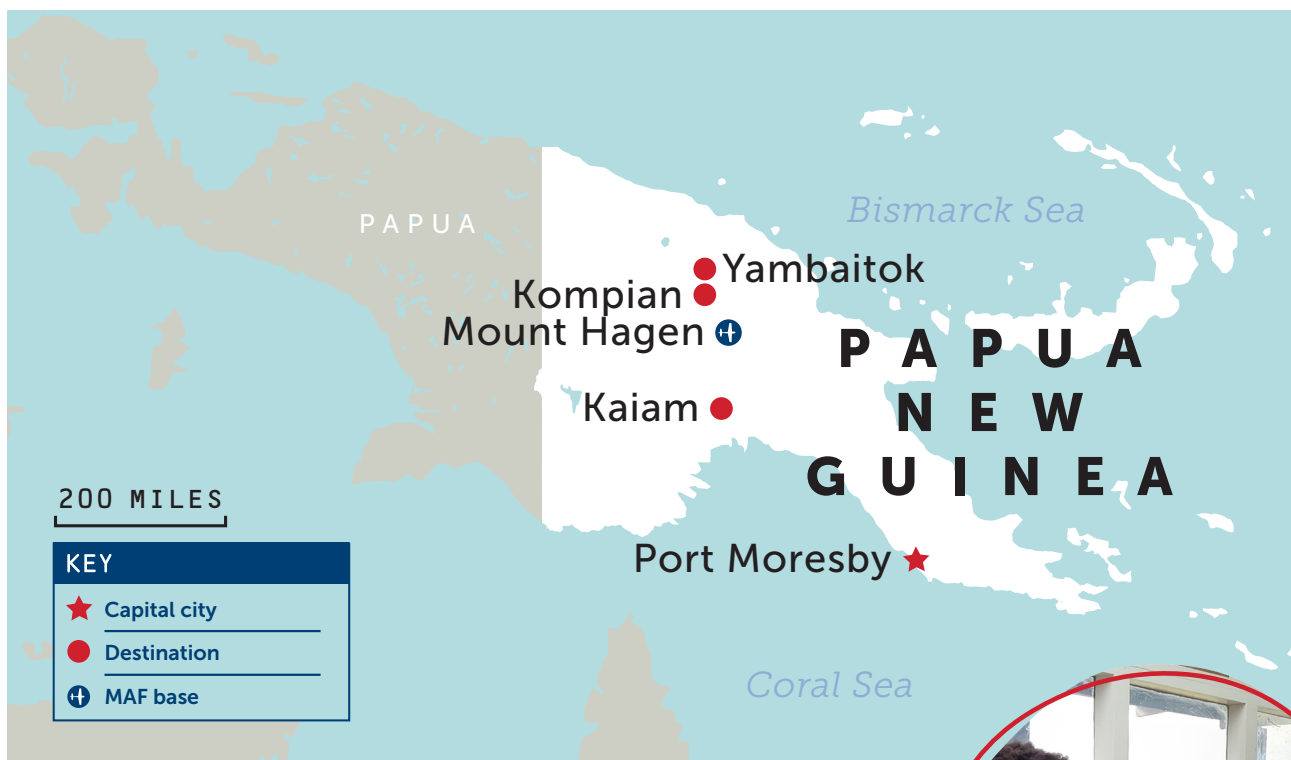 PAPUA
Bismarck Sea
Yambaitok
Kompian
Mount Hagen
PAPUA
NEW
GUINEA
Kaiam
200 MILES
Port Moresby
KEY
Capital city
Destination
MAF base
Coral Sea